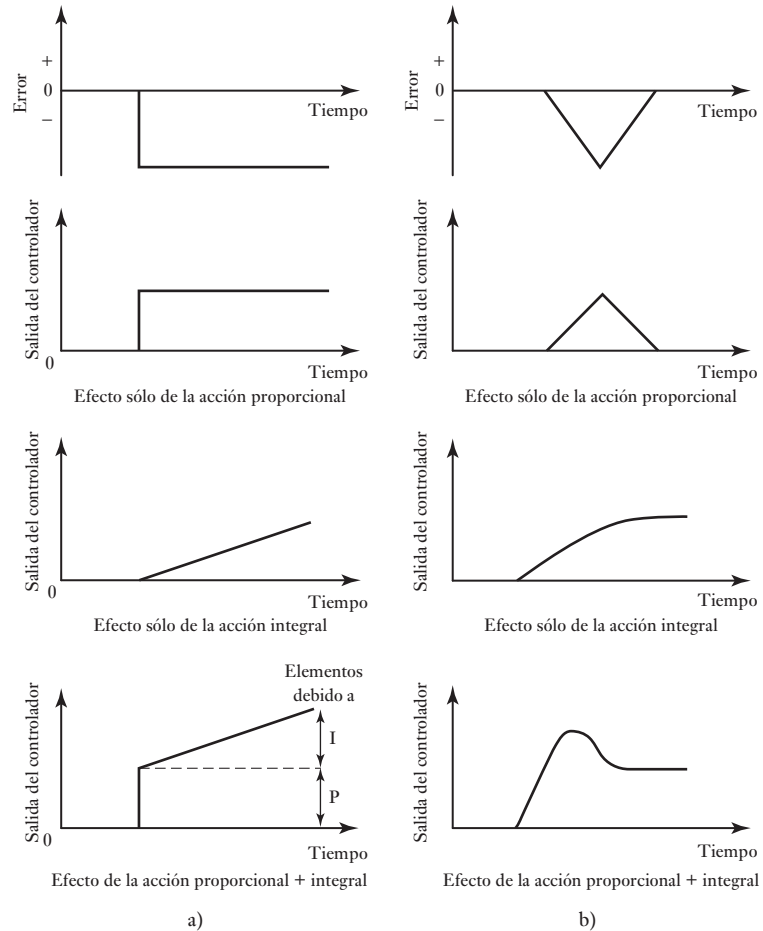 Error
+
0
−
Tiempo
Error
+
0
−
Tiempo
Salida del controlador
0
Tiempo
Efecto sólo de la acción proporcional
Salida del controlador
Tiempo
Efecto sólo de la acción proporcional
Salida del controlador
0
Tiempo
Efecto sólo de la acción integral
Salida del controlador
Tiempo
Efecto sólo de la acción integral
Salida del controlador
0
Elementos
debido a
I
P
Tiempo
Efecto de la acción proporcional + integral
a)
Salida del controlador
Tiempo
Efecto de la acción proporcional + integral
b)